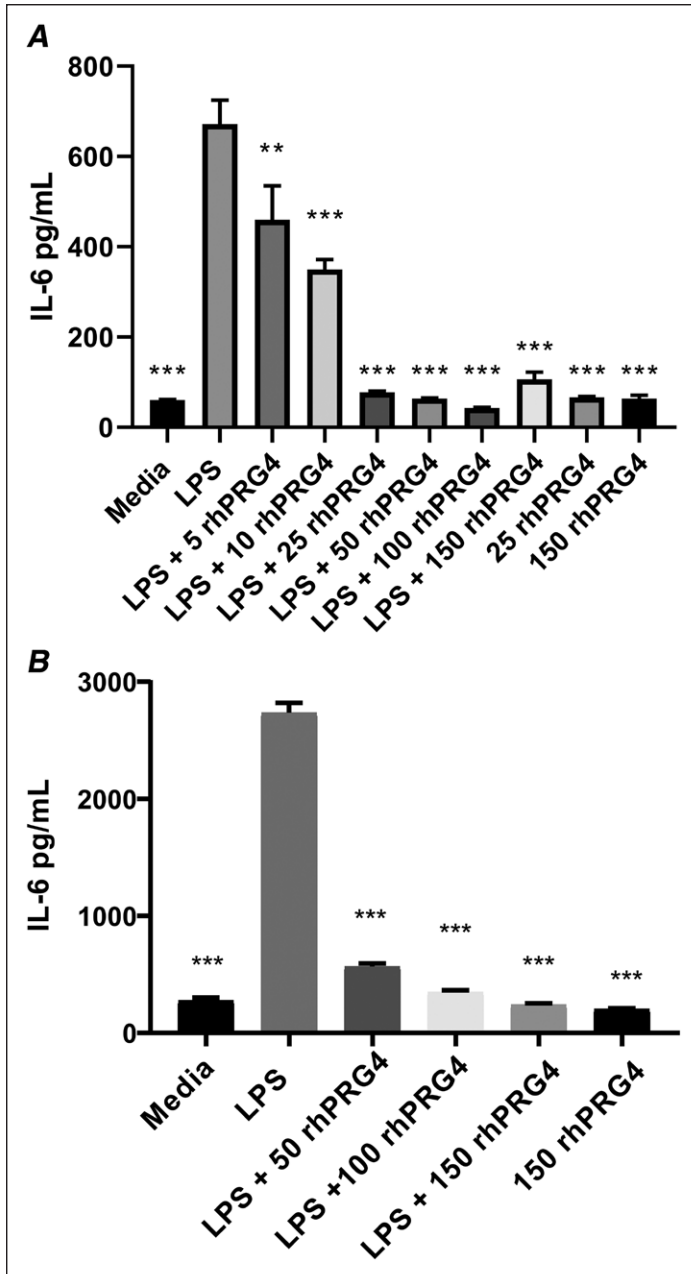 A
800
600
400
200
0
IL-6 pg/mL
**
***
***
***
***
***
***
***
***
Media
LPS
LPS + 5 rhPRG4
LPS + 10 rhPRG4
LPS + 25 rhPRG4
LPS + 50 rhPRG4
LPS + 100 rhPRG4
LPS + 150 rhPRG4
25 rhPRG4
150 rhPRG4
B
3000
2000
1000
0
IL-6 pg/mL
***
***
***
***
***
Media
LPS
LPS + 50 rhPRG4
LPS +100 rhPRG4
LPS + 150 rhPRG4
150 rhPRG4